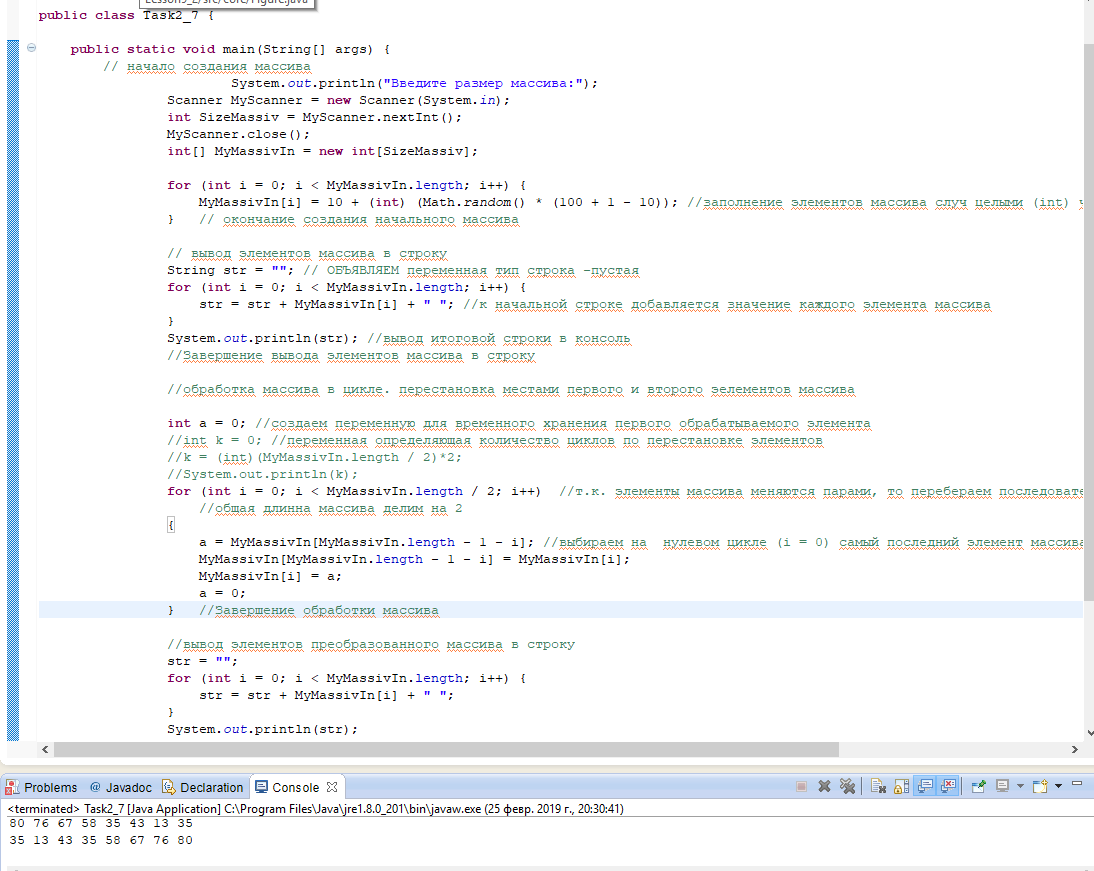 Lesson5_2/src/core/Figure.java
public class Task2_7 {
public static void main(String[] args) {
// начало создания массива
System.out.println("Введите размер массива:");
Scanner MyScanner = new Scanner(System.in);
int SizeMassiv = MyScanner.nextInt();
MyScanner.close();
int[] MyMassivIn = new int[SizeMassiv];
for (int i = 0; i < MyMassivIn.length; i++) {
MyMassivIn[i] = 10 + (int) (Math.random() * (100 + 1 - 10)); //заполнение элементов массива случ целыми (int)
} // окончание создания начального массива
// вывод элементов массива в строку
String str = ""; // ОБЪЯВЛЯЕМ переменная тип строка -пустая
for (int i = 0; i < MyMassivIn.length; i++) {
str = str + MyMassivIn[i] + " "; //к начальной строке добавляется значение каждого элемента массива
}
System.out.println(str); //вывод итоговой строки в консоль
//Завершение вывода элементов массива в строку
//обработка массива в цикле. перестановка местами первого и второго эелементов массива
int a = 0; //создаем переменную для временного хранения первого обрабатываемого элемента
//int k = 0; //переменная определяющая количество циклов по перестановке элементов
//k = (int)(MyMassivIn.length / 2)*2;
//System.out.println(k);
for (int i = 0; i < MyMassivIn.length / 2; i++) //т.к. элементы массива меняются парами, то перебераем последовате
//общая длинна массива делим на 2
{
a = MyMassivIn[MyMassivIn.length - 1 - i]; //выбираем на нулевом цикле (i = 0) самый последний элемент массива
MyMassivIn[MyMassivIn.length - 1 - i] = MyMassivIn[i];
MyMassivIn[i] = a;
a = 0;
} //Завершение обработки массива
//вывод элементов преобразованного массива в строку
str = "";
for (int i = 0; i < MyMassivIn.length; i++) {
str = str + MyMassivIn[i] + " ";
}
System.out.println(str);
Problems @ Javadoc Declaration Console
<terminated> Task2_7 [Java Application] C:\Program Files\Java\jre1.8.0_201\bin\javaw.exe (25 февр. 2019 г., 20:30:41)
80 76 67 58 35 43 13 35
35 13 43 35 58 67 76 80